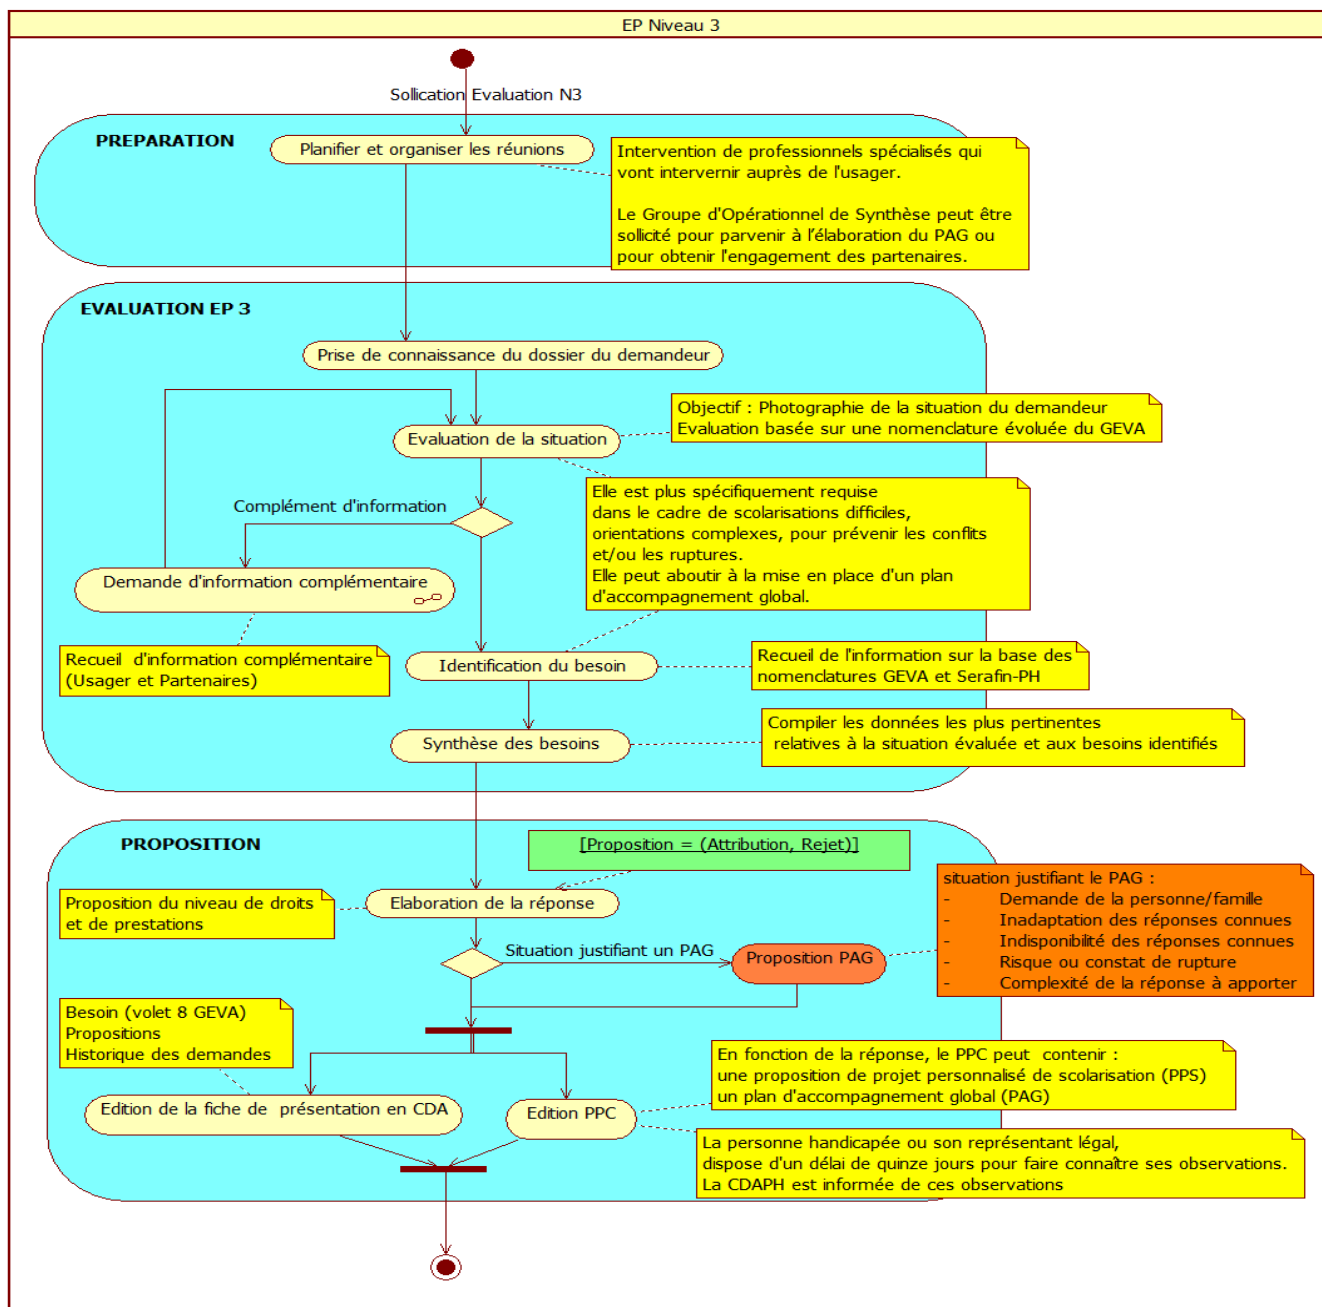 EP Niveau 3
Sollication Evaluation N3
PREPARATION
Planifier et organiser les réunions
Intervention de professionnels spécialisés qui
vont intervernir auprès de l'usager.
Le Groupe d'Opérationnel de Synthèse peut être
sollicité pour parvenir à l'élaboration du PAG ou
pour obtenir l'engagement des partenaires.
EVALUATION EP 3
Prise de connaissance du dossier du demandeur
Objectif : Photographie de la situation du demandeur
Evaluation basée sur une nomenclature évoluée du GEVA
Evaluation de la situation
Elle est plus spécifiquement requise
dans le cadre de scolarisations difficiles,
orientations complexes, pour prévenir les conflits
et/ou les ruptures.
Elle peut aboutir à la mise en place d'un plan
d'accompagnement global.
Complément d'information
Demande d'information complémentaire
Recueil d'information complémentaire
(Usager et Partenaires)
Identification du besoin
Recueil de l'information sur la base des
nomenclatures GEVA et Serafin-PH
Synthèse des besoins
Compiler les données les plus pertinentes
relatives à la situation évaluée et aux besoins identifiés
PROPOSITION
[Proposition = (Attribution, Rejet)]
Proposition du niveau de droits
et de prestations
Elaboration de la réponse
situation justifiant le PAG :
- Demande de la personne/famille
- Inadaptation des réponses connues
- Indisponibilité des réponses connues
- Risque ou constat de rupture
- Complexité de la réponse à apporter
Situation justifiant un PAG
Proposition PAG
Besoin (volet 8 GEVA)
Propositions
Historique des demandes
Edition de la fiche de présentation en CDA
Edition PPC
En fonction de la réponse, le PPC peut contenir :
une proposition de projet personnalisé de scolarisation (PPS)
un plan d'accompagnement global (PAG)
La personne handicapée ou son représentant légal,
dispose d'un délai de quinze jours pour faire connaître ses observations.
La CDAPH est informée de ces observations